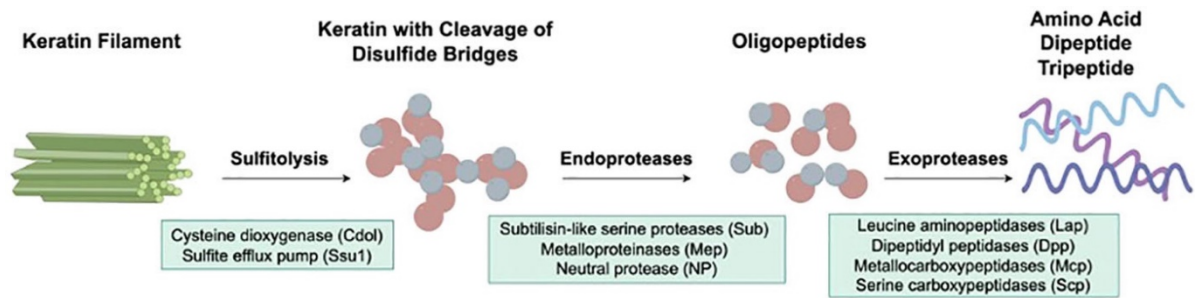 Keratin Filament
Keratin with Cleavage of
Disulfide Bridges
Oligopeptides
Amino Acid
Dipeptide
Tripeptide
Sulfitolysis
Endoproteases
Exoproteases
Cysteine dioxygenase (Cdol)
Sulfite efflux pump (Ssu1)
Subtilisin-like serine proteases (Sub)
Metalloproteinases (Mep)
Neutral protease (NP)
Leucine aminopeptidases (Lap)
Dipeptidyl peptidases (Dpp)
Metallocarboxypeptidases (Mcp)
Serine carboxypeptidases (Scp)